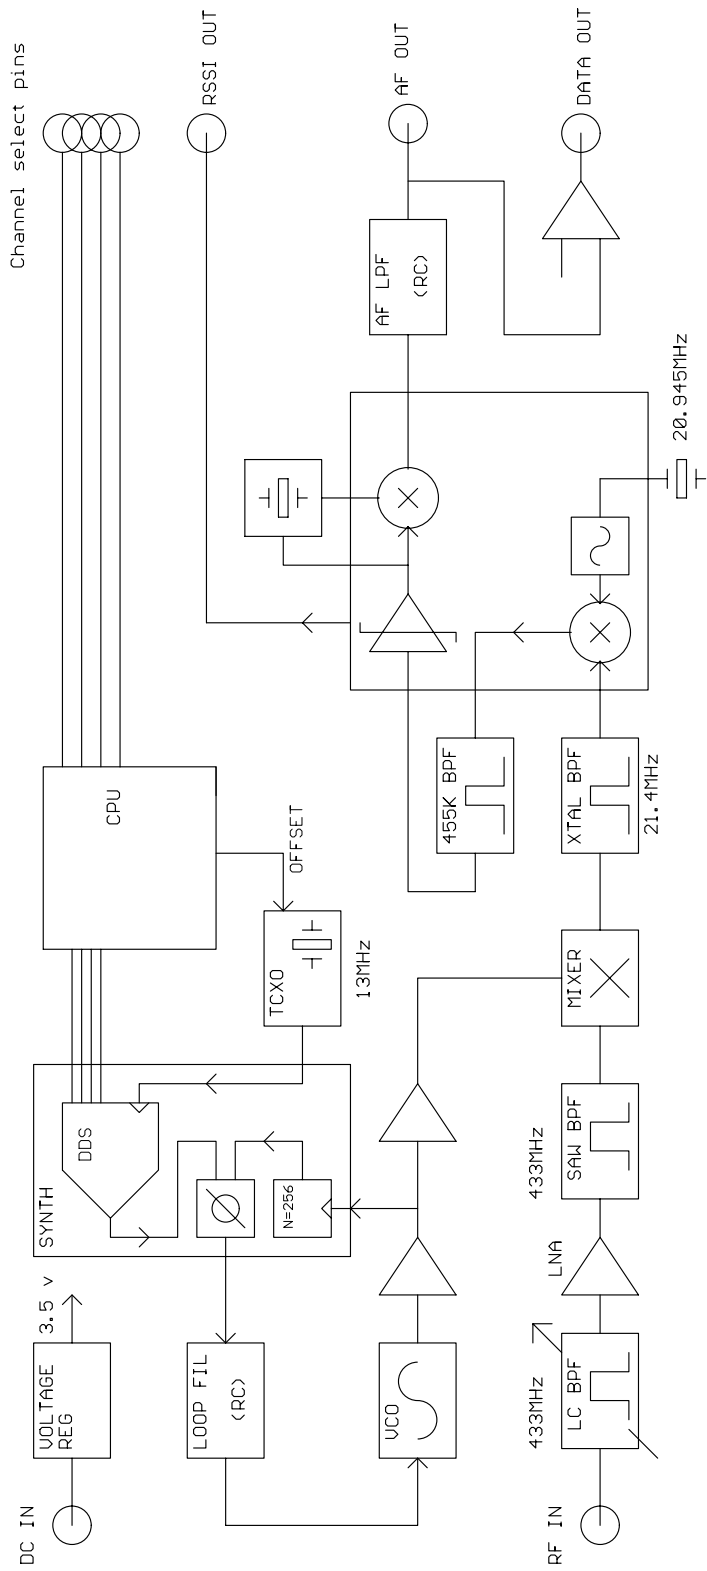 Channel select pins
RSSI OUT
AF OUT
DATA OUT
AF LPF
(RC)
20.945MHz
CPU
OFFSET
455K BPF
XTAL BPF
21.4MHz
TCXO
13MHz
MIXER
DDS
SYNTH
N=256
433MHz
SAW BPF
LNA
3.5 v
VOLTAGE
REG
LOOP FIL
(RC)
VCO
433MHz
LC BPF
DC IN
RF IN